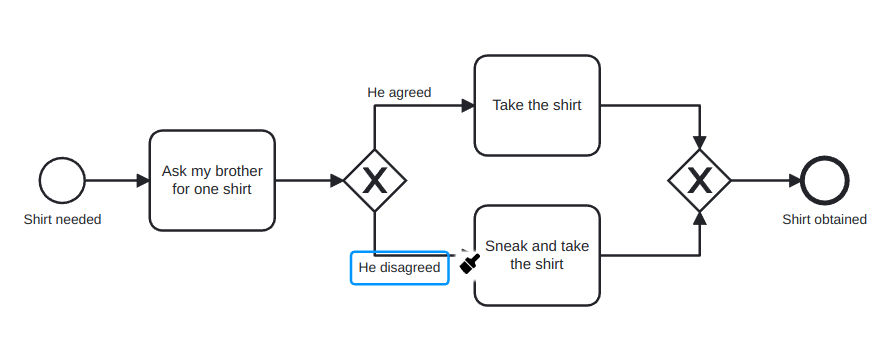 Shirt needed
Ask my brother
for one shirt
He agreed
Take the shirt
He disagreed
Sneak and take
the shirt
Shirt obtained